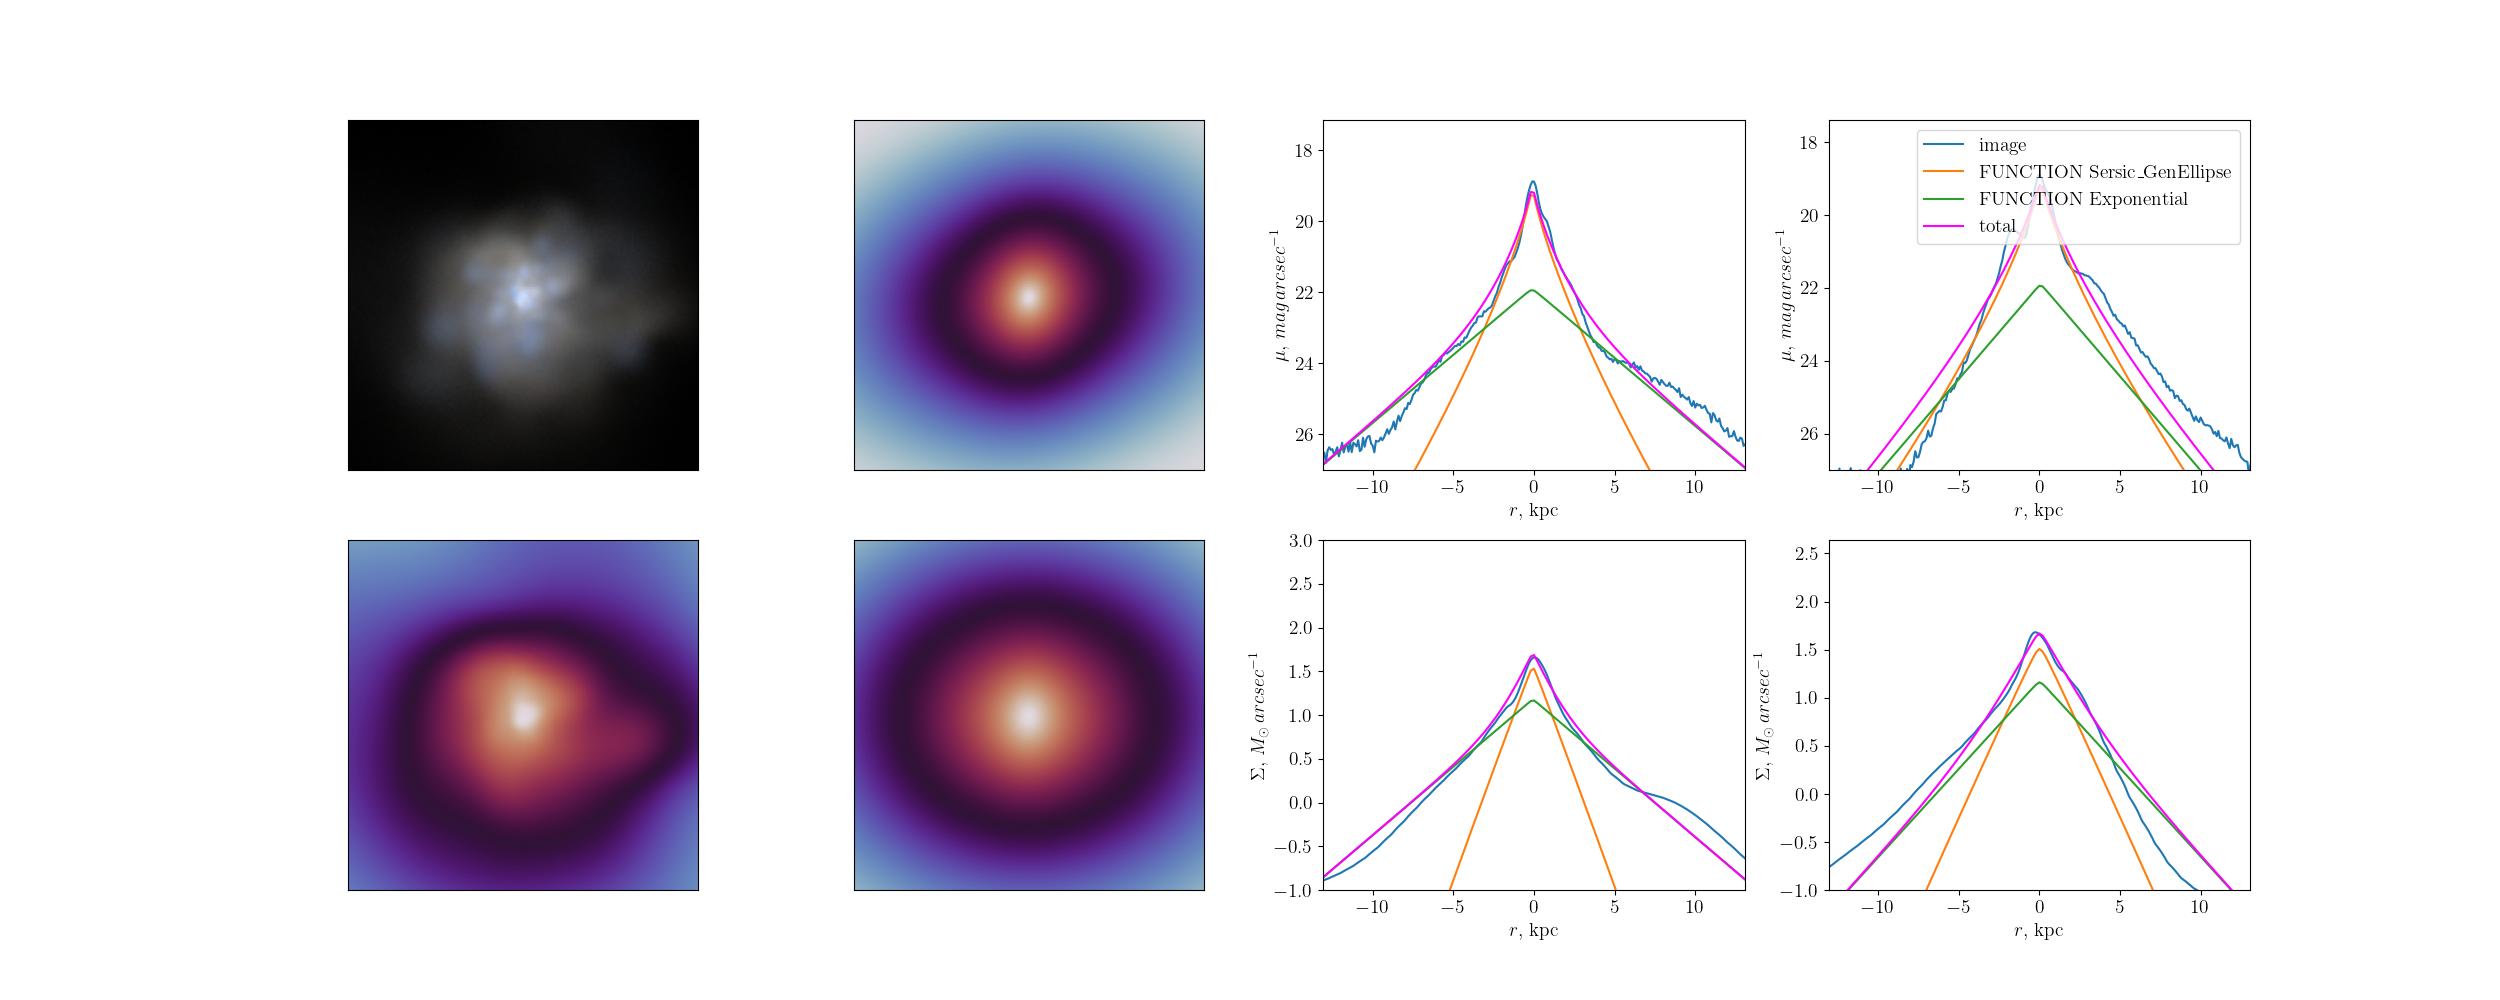 18
20
22
24
26
μ, mag arcsec⁻¹
−10 −5 0 5 10
r, kpc
18
20
22
24
26
μ, mag arcsec⁻¹
image
FUNCTION Sersic_GenEllipse
FUNCTION Exponential
total
−10 −5 0 5 10
r, kpc
3.0
2.5
2.0
1.5
1.0
0.5
0.0
−0.5
−1.0
Σ, M⊙ arcsec⁻¹
−10 −5 0 5 10
r, kpc
2.5
2.0
1.5
1.0
0.5
0.0
−0.5
−1.0
Σ, M⊙ arcsec⁻¹
−10 −5 0 5 10
r, kpc